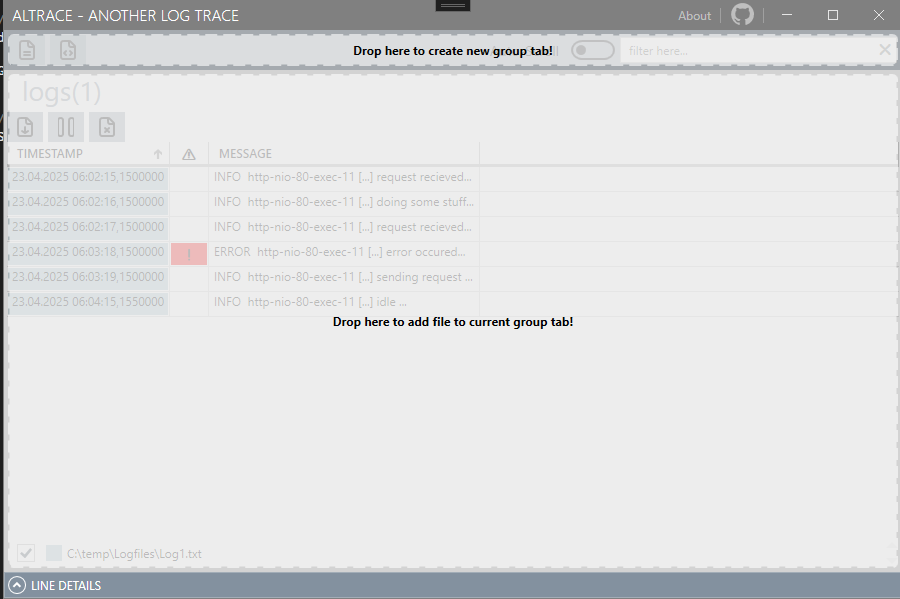 ALTRACE - ANOTHER LOG TRACE
About
Drop here to create new group tab!
filter here...
logs(1)
TIMESTAMP MESSAGE
23.04.2025 06:02:15,1500000 INFO http-nio-80-exec-11 [...] request recieved...
23.04.2025 06:02:16,1500000 INFO http-nio-80-exec-11 [...] doing some stuff...
23.04.2025 06:02:17,1500000 INFO http-nio-80-exec-11 [...] request recieved...
23.04.2025 06:03:18,1500000 ! ERROR http-nio-80-exec-11 [...] error occured...
23.04.2025 06:03:19,1500000 INFO http-nio-80-exec-11 [...] sending request ...
23.04.2025 06:04:15,1550000 INFO http-nio-80-exec-11 [...] idle ...
Drop here to add file to current group tab!
C:\temp\Logfiles\Log1.txt
LINE DETAILS